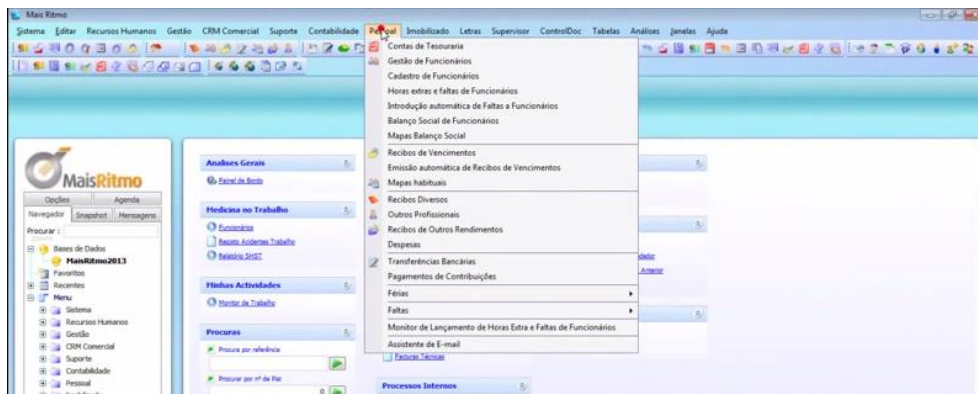 Mais Ritmo
Sistema Editar Recursos Humanos Gestão CRM Comercial Suporte Contabilidade Pessoal Imobilizado Letras Supervisor ControlDoc Tabelas Análises Janelas Ajuda
Contas de Tesouraria
Gestão de Funcionários
Cadastro de Funcionários
Horas extras e faltas de Funcionários
Introdução automática de Faltas a Funcionários
Balanço Social de Funcionários
Mapas Balanço Social
Recibos de Vencimentos
Emissão automática de Recibos de Vencimentos
Mapas habituais
Recibos Diversos
Outros Profissionais
Recibos de Outros Rendimentos
Despesas
Transferências Bancárias
Pagamentos de Contribuições
Férias
Faltas
Monitor de Lançamento de Horas Extra e Faltas de Funcionários
Assistente de E-mail
MaisRitmo
Opções Agenda
Navegador Snapshot Mensagens
Procurar :
Bases de Dados
MaisRitmo2013
Favoritos
Recentes
Menu
Sistema
Recursos Humanos
Gestão
CRM Comercial
Suporte
Contabilidade
Pessoal
Analises Gerais
Painel de Bordo
Medicina no Trabalho
Funcionários
Registo Acidentes Trabalho
Relatório SHST
Minhas Actividades
Monitor de Trabalho
Procuras
Procura por referência
Procurar por nº de Pat
0
Facturas Técnicas
Processos Internos
Anterior